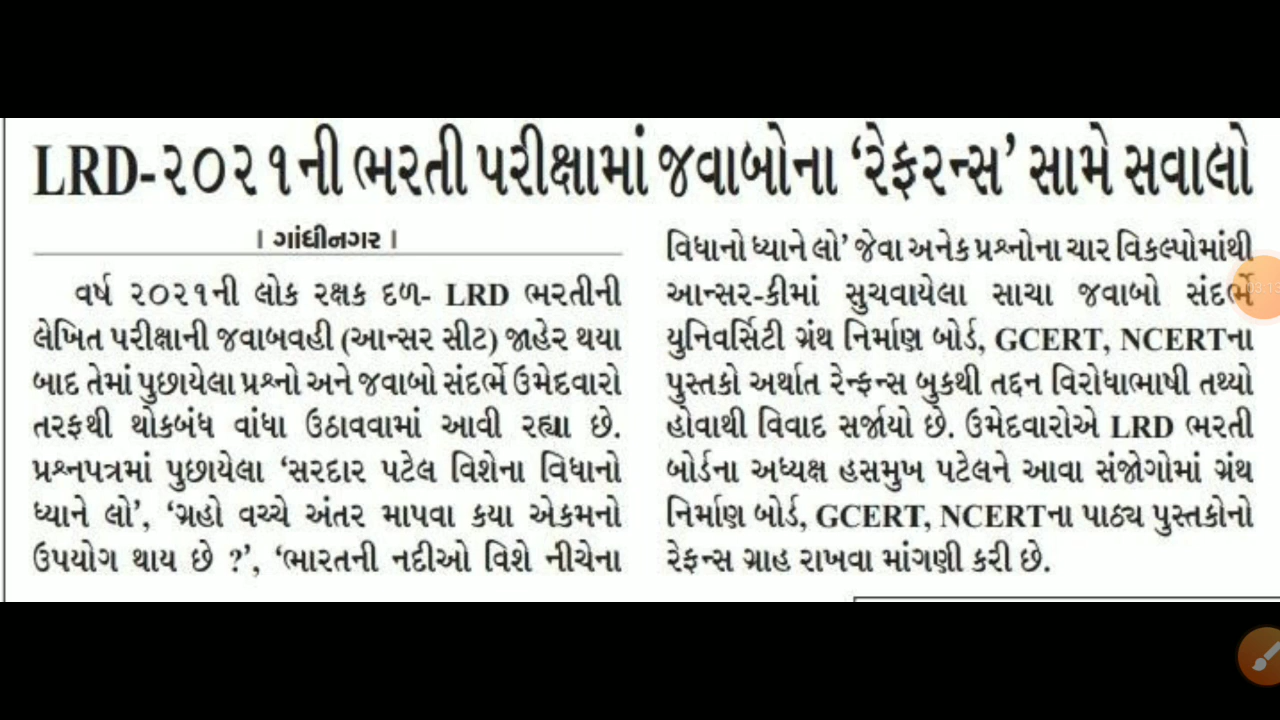 LRD-૨૦૨૧ની ભરતી પરીક્ષામાં જવાબોના ‘રેફરન્સ’ સામે સવાલો
। ગાંધીનગર ।
વર્ષ ૨૦૨૧ની લોક રક્ષક દળ- LRD ભરતીની
લેખિત પરીક્ષાની જવાબવહી (આન્સર સીટ) જાહેર થયા
બાદ તેમાં પુછાયેલા પ્રશ્નો અને જવાબો સંદર્ભે ઉમેદવારો
તરફથી થોકબંધ વાંધા ઉઠાવવામાં આવી રહ્યા છે.
પ્રશ્નપત્રમાં પુછાયેલા ‘સરદાર પટેલ વિશેના વિધાનો
ધ્યાને લો’, ‘ગ્રહો વચ્ચે અંતર માપવા કયા એકમનો
ઉપયોગ થાય છે ?’, ‘ભારતની નદીઓ વિશે નીચેના
વિધાનો ધ્યાને લો’ જેવા અનેક પ્રશ્નોના ચાર વિકલ્પોમાંથી
આન્સર-કીમાં સુચવાયેલા સાચા જવાબો સંદર્ભે
યુનિવર્સિટી ગ્રંથ નિર્માણ બોર્ડ, GCERT, NCERTના
પુસ્તકો અર્થાત રેન્ફન્સ બુકથી તદ્દન વિરોધાભાષી તથ્યો
હોવાથી વિવાદ સર્જાયો છે. ઉમેદવારોએ LRD ભરતી
બોર્ડના અધ્યક્ષ હસમુખ પટેલને આવા સંજોગોમાં ગ્રંથ
નિર્માણ બોર્ડ, GCERT, NCERTના પાઠ્ય પુસ્તકોનો
રેફન્સ ગ્રાહ રાખવા માંગણી કરી છે.